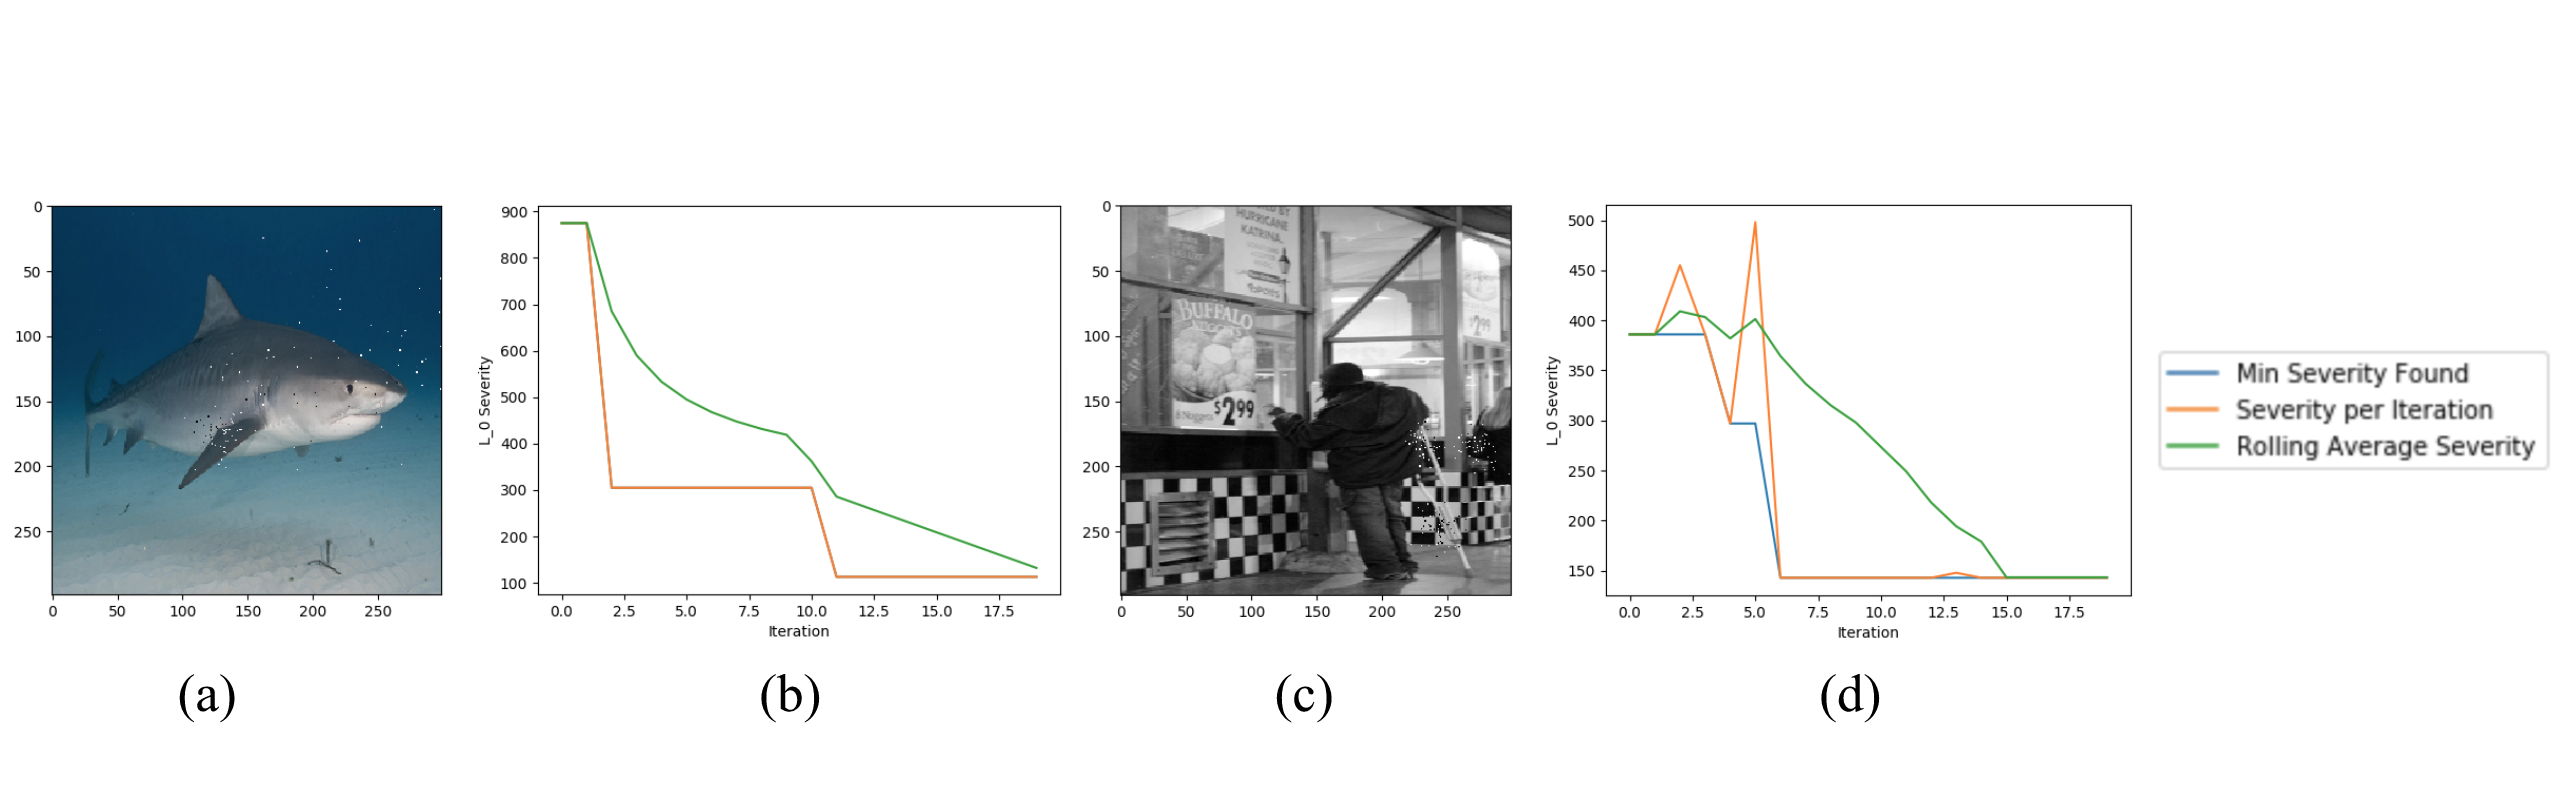 0
50
100
150
200
250
0 50 100 150 200 250
(a)
L_0 Severity
900
800
700
600
500
400
300
200
100
0.0 2.5 5.0 7.5 10.0 12.5 15.0 17.5
Iteration
(b)
0
50
100
150
200
250
0 50 100 150 200 250
HURRICANE
KATRINA
BUFFALO
$2.99
(c)
L_0 Severity
500
450
400
350
300
250
200
150
0.0 2.5 5.0 7.5 10.0 12.5 15.0 17.5
Iteration
(d)
Min Severity Found
Severity per Iteration
Rolling Average Severity